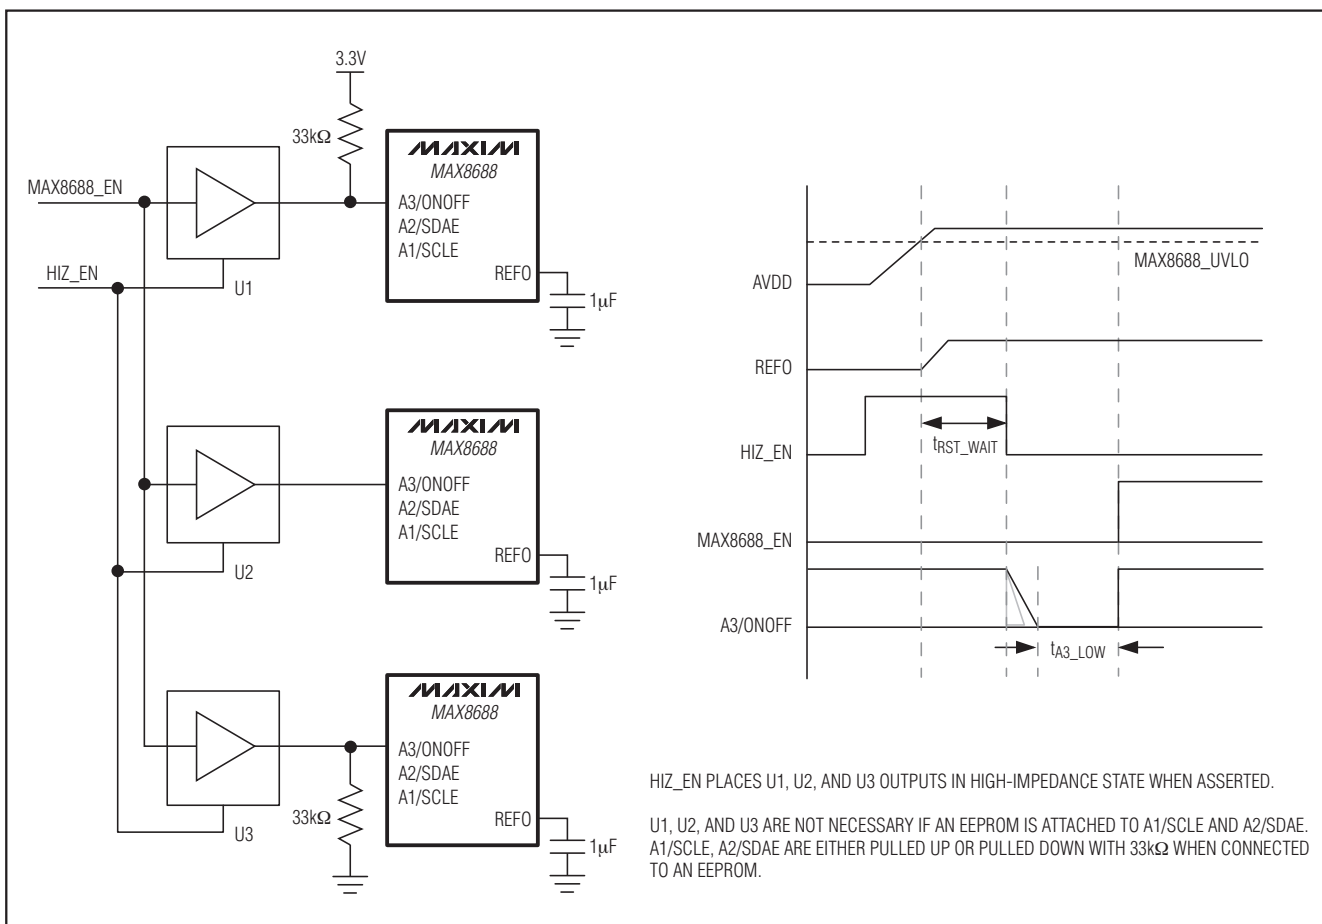 3.3V
33kΩ
MAXIM
MAX8688
A3/ONOFF
A2/SDAE
A1/SCLE
REFO
1µF
MAX8688_EN
HIZ_EN
U1
MAXIM
MAX8688
A3/ONOFF
A2/SDAE
A1/SCLE
REFO
1µF
U2
MAXIM
MAX8688
A3/ONOFF
A2/SDAE
A1/SCLE
REFO
1µF
33kΩ
U3
AVDD
MAX8688_UVLO
REFO
HIZ_EN
tRST_WAIT
MAX8688_EN
A3/ONOFF
tA3_LOW
HIZ_EN PLACES U1, U2, AND U3 OUTPUTS IN HIGH-IMPEDANCE STATE WHEN ASSERTED.
U1, U2, AND U3 ARE NOT NECESSARY IF AN EEPROM IS ATTACHED TO A1/SCLE AND A2/SDAE.
A1/SCLE, A2/SDAE ARE EITHER PULLED UP OR PULLED DOWN WITH 33kΩ WHEN CONNECTED
TO AN EEPROM.